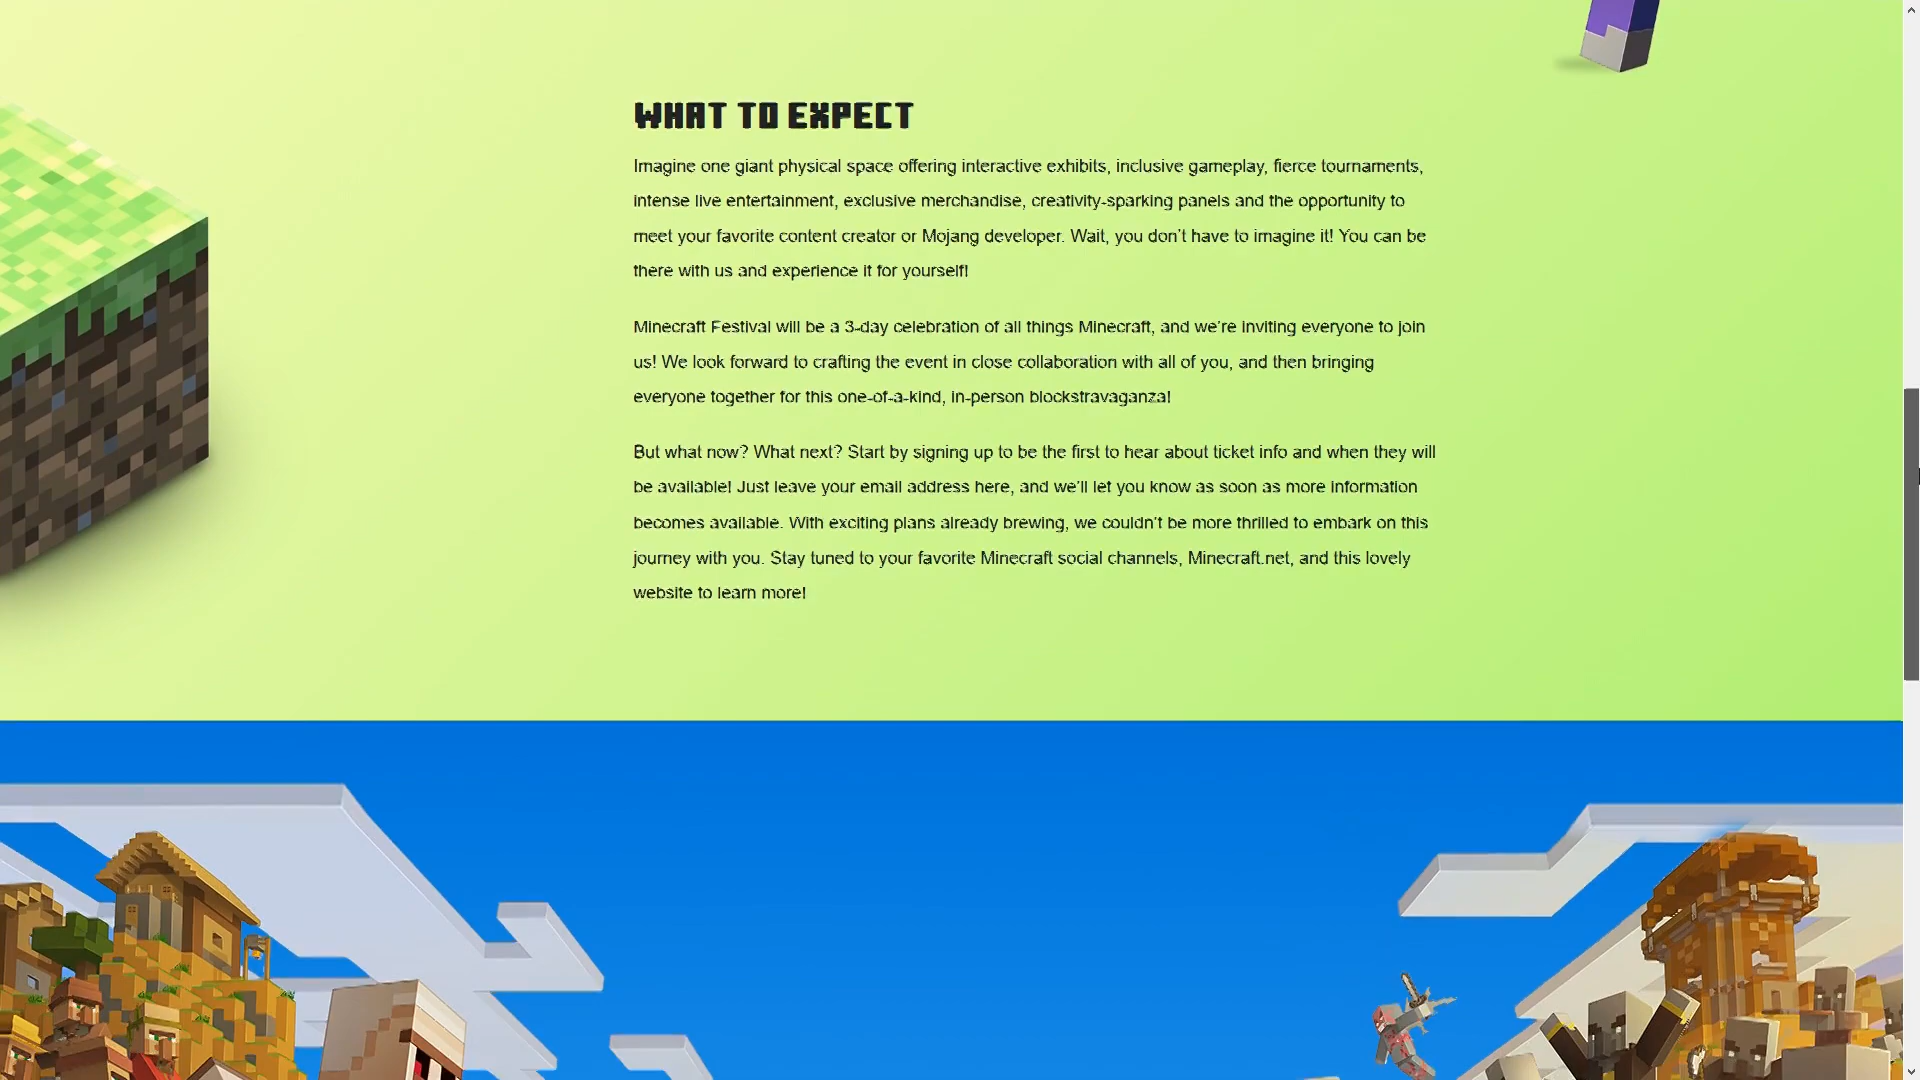 WHAT TO EXPECT
Imagine one giant physical space offering interactive exhibits, inclusive gameplay, fierce tournaments,
intense live entertainment, exclusive merchandise, creativity-sparking panels and the opportunity to
meet your favorite content creator or Mojang developer. Wait, you don't have to imagine it! You can be
there with us and experience it for yourself!
Minecraft Festival will be a 3-day celebration of all things Minecraft, and we're inviting everyone to join
us! We look forward to crafting the event in close collaboration with all of you, and then bringing
everyone together for this one-of-a-kind, in-person blockstravaganza!
But what now? What next? Start by signing up to be the first to hear about ticket info and when they will
be available! Just leave your email address here, and we'll let you know as soon as more information
becomes available. With exciting plans already brewing, we couldn't be more thrilled to embark on this
journey with you. Stay tuned to your favorite Minecraft social channels, Minecraft.net, and this lovely
website to learn more!